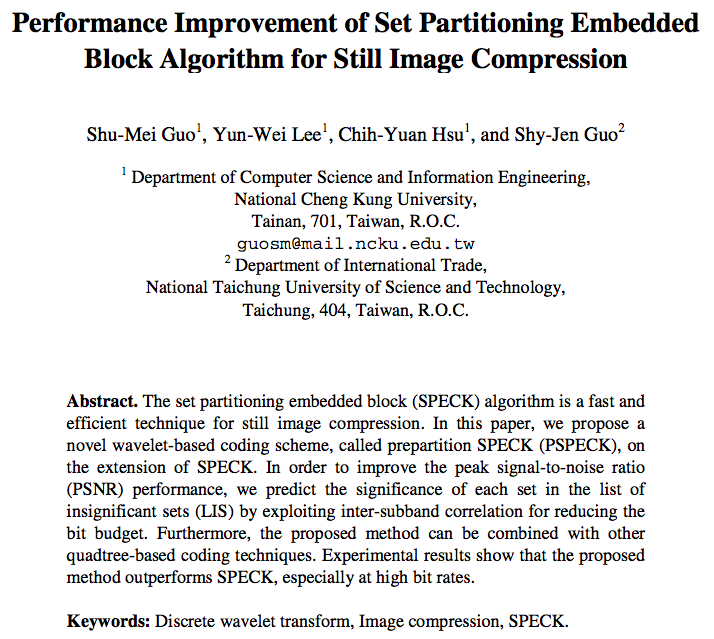 Performance Improvement of Set Partitioning Embedded
Block Algorithm for Still Image Compression
Shu-Mei Guo1, Yun-Wei Lee1, Chih-Yuan Hsu1, and Shy-Jen Guo2
1 Department of Computer Science and Information Engineering,
National Cheng Kung University,
Tainan, 701, Taiwan, R.O.C.
guosm@mail.ncku.edu.tw
2 Department of International Trade,
National Taichung University of Science and Technology,
Taichung, 404, Taiwan, R.O.C.
Abstract. The set partitioning embedded block (SPECK) algorithm is a fast and
efficient technique for still image compression. In this paper, we propose a
novel wavelet-based coding scheme, called prepartition SPECK (PSPECK), on
the extension of SPECK. In order to improve the peak signal-to-noise ratio
(PSNR) performance, we predict the significance of each set in the list of
insignificant sets (LIS) by exploiting inter-subband correlation for reducing the
bit budget. Furthermore, the proposed method can be combined with other
quadtree-based coding techniques. Experimental results show that the proposed
method outperforms SPECK, especially at high bit rates.
Keywords: Discrete wavelet transform, Image compression, SPECK.